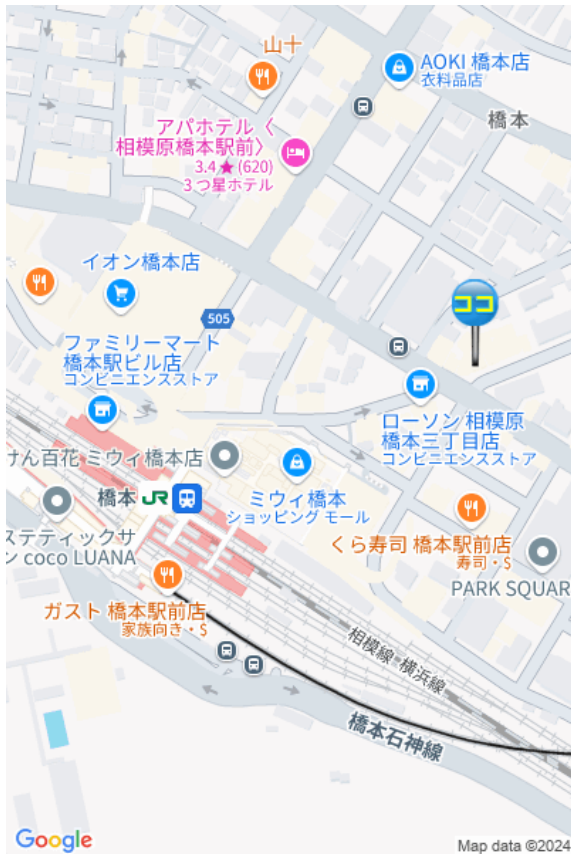 山十
AOKI 橋本店
衣料品店
橋本
アパホテル〈
相模原橋本駅前〉
3.4★(620)
3つ星ホテル
イオン橋本店
ココ
505
ファミリーマート
橋本駅ビル店
コンビニエンスストア
ローソン 相模原
橋本三丁目店
コンビニエンスストア
けん百花 ミウィ橋本店
橋本 JR
ミウィ橋本
ショッピング モール
ステティックサ
ン coco LUANA
くら寿司 橋本駅前店
寿司・$
PARK SQUAR
ガスト 橋本駅前店
家族向き・$
相模線・横浜線
橋本石神線
Google
Map data ©2024